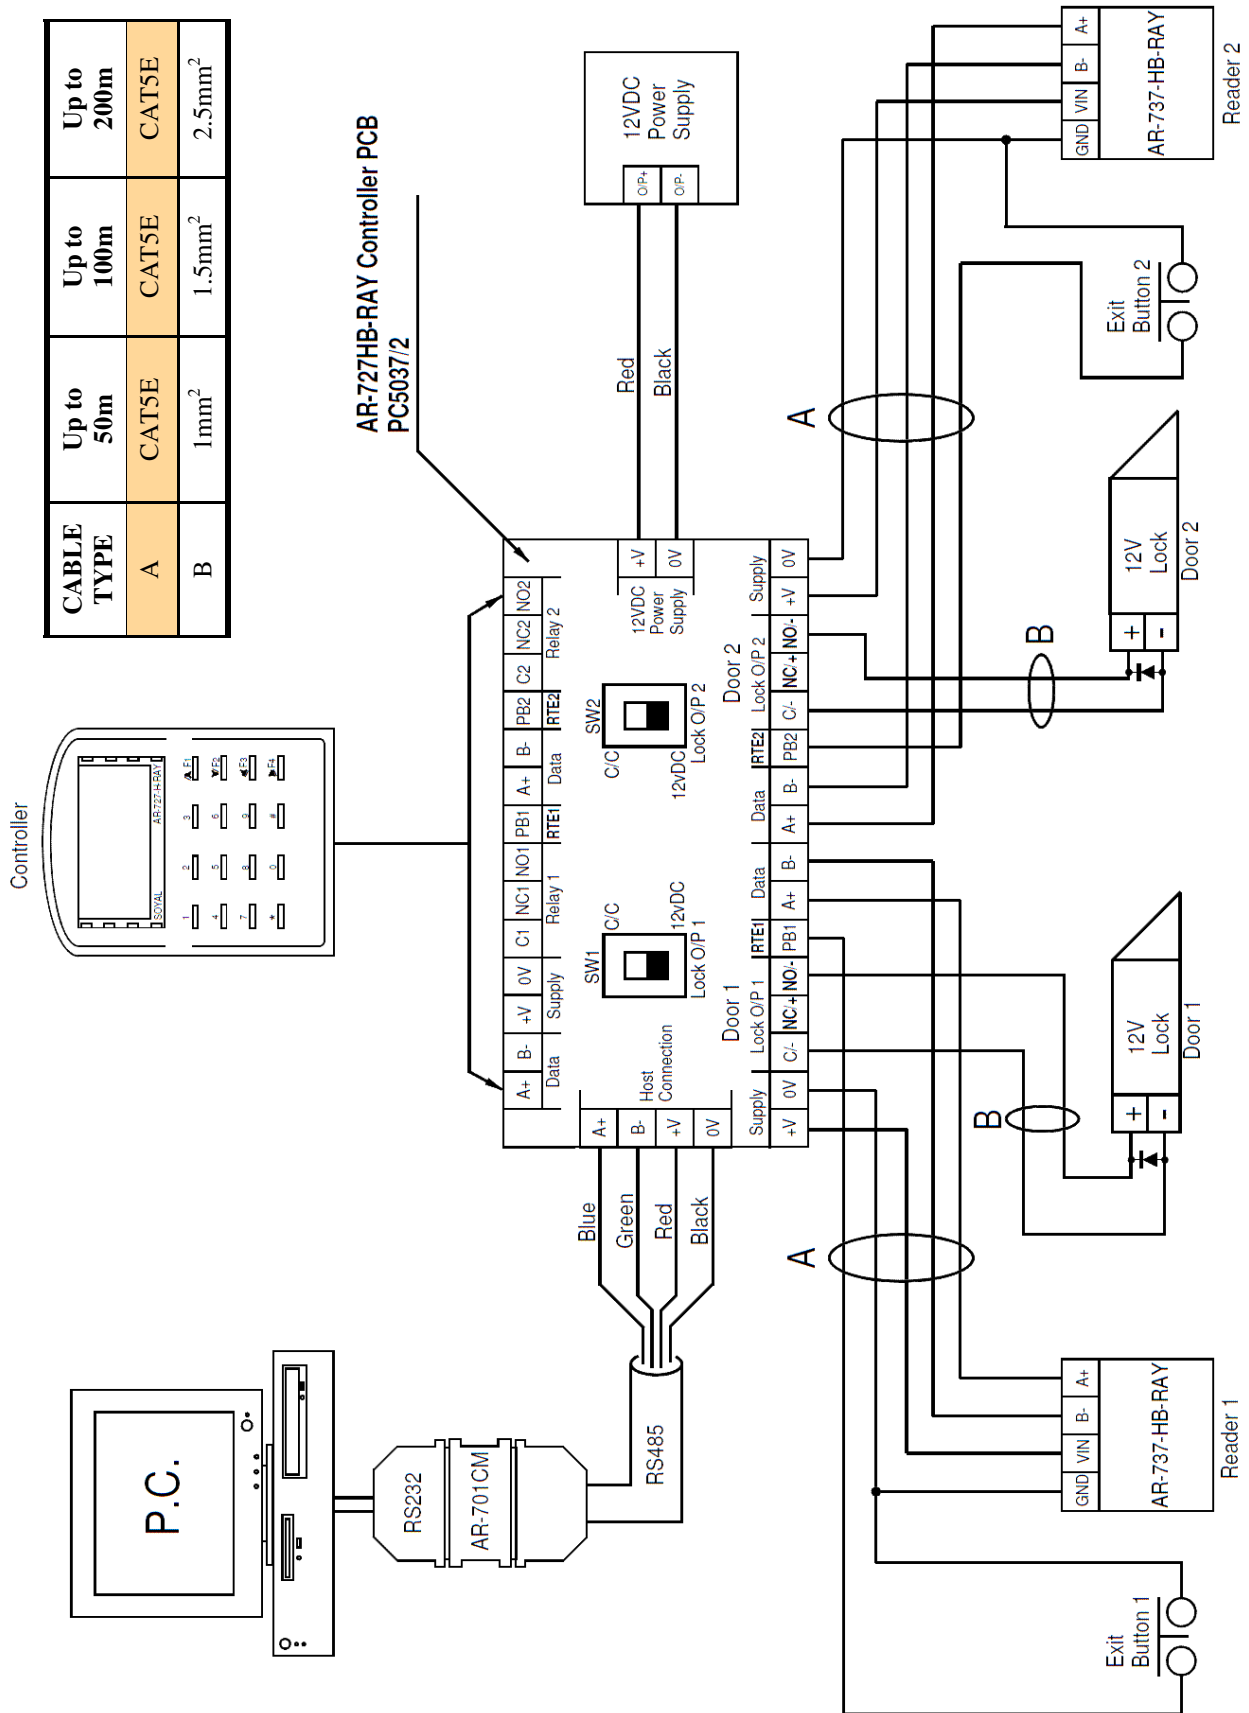 Controller
SOYAL
AR-727-H-RAY
1 2 3 F1
4 5 6 F2
7 8 9 F3
* 0 # F4
CABLE TYPE Up to 50m Up to 100m Up to 200m
A CAT5E CAT5E CAT5E
B 1mm² 1.5mm² 2.5mm²
P.C.
RS232
AR-701CM
RS485
Blue
Green
Red
Black
AR-727HB-RAY Controller PCB
PC5037/2
A+ B- +V 0V C1 NC1 NO1 PB1 A+ B- PB2 C2 NC2 NO2
Data Supply Relay 1 RTE1 Data RTE2 Relay 2
A+
B-
+V
0V
Host
Connection
SW1
C/C
12vDC
Lock O/P 1
SW2
C/C
12vDC
Lock O/P 2
12VDC
Power
Supply
+V
0V
Red
Black
O/P+
O/P-
12VDC
Power
Supply
Door 1
Door 2
Supply Lock O/P 1 RTE1 Data Data RTE2 Lock O/P 2 Supply
+V 0V C/- NC/+ NO/- PB1 A+ B- A+ B- PB2 C/- NC/+ NO/- +V 0V
A
B
B
A
Exit
Button 1
GND VIN B- A+
AR-737-HB-RAY
Reader 1
+
-
12V
Lock
Door 1
+
-
12V
Lock
Door 2
Exit
Button 2
GND VIN B- A+
AR-737-HB-RAY
Reader 2